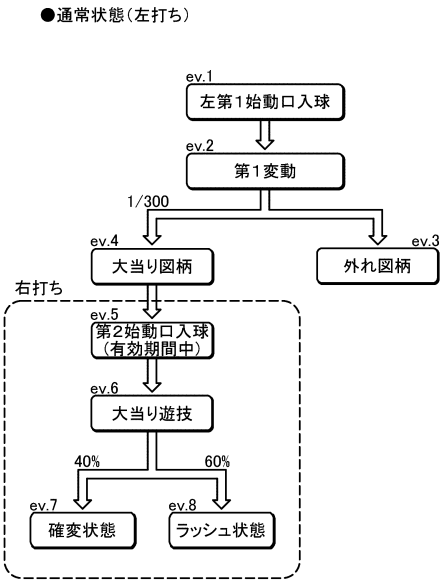 ●通常状態(左打ち)
ev.1
左第1始動口入球
ev.2
第1変動
1/300
ev.4
大当り図柄
ev.3
外れ図柄
右打ち
ev.5
第2始動口入球
(有効期間中)
ev.6
大当り遊技
40%
60%
ev.7
確変状態
ev.8
ラッシュ状態